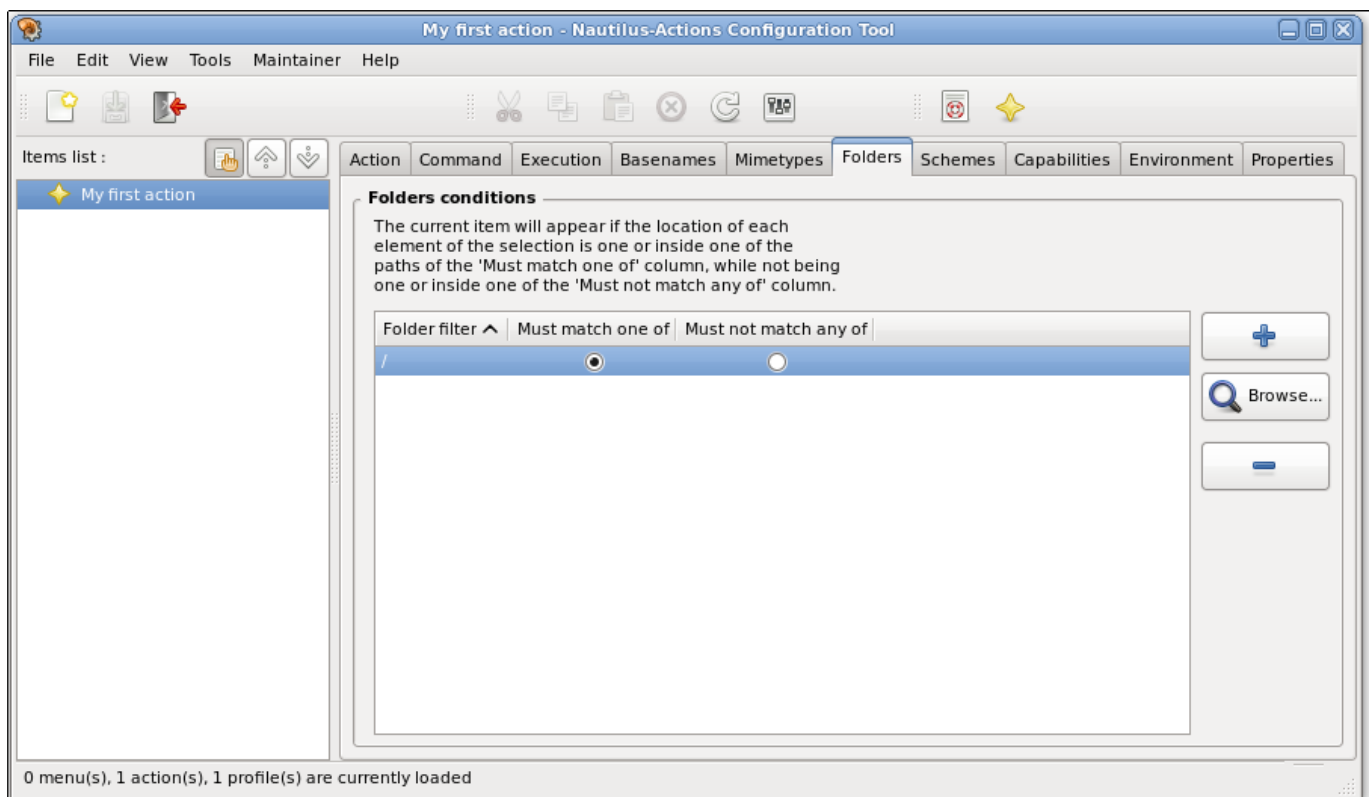 My first action - Nautilus-Actions Configuration Tool
File Edit View Tools Maintainer Help
Items list :
Action Command Execution Basenames Mimetypes Folders Schemes Capabilities Environment Properties
My first action
Folders conditions
The current item will appear if the location of each
element of the selection is one or inside one of the
paths of the 'Must match one of' column, while not being
one or inside one of the 'Must not match any of' column.
Folder filter Must match one of Must not match any of
/
Browse...
0 menu(s), 1 action(s), 1 profile(s) are currently loaded